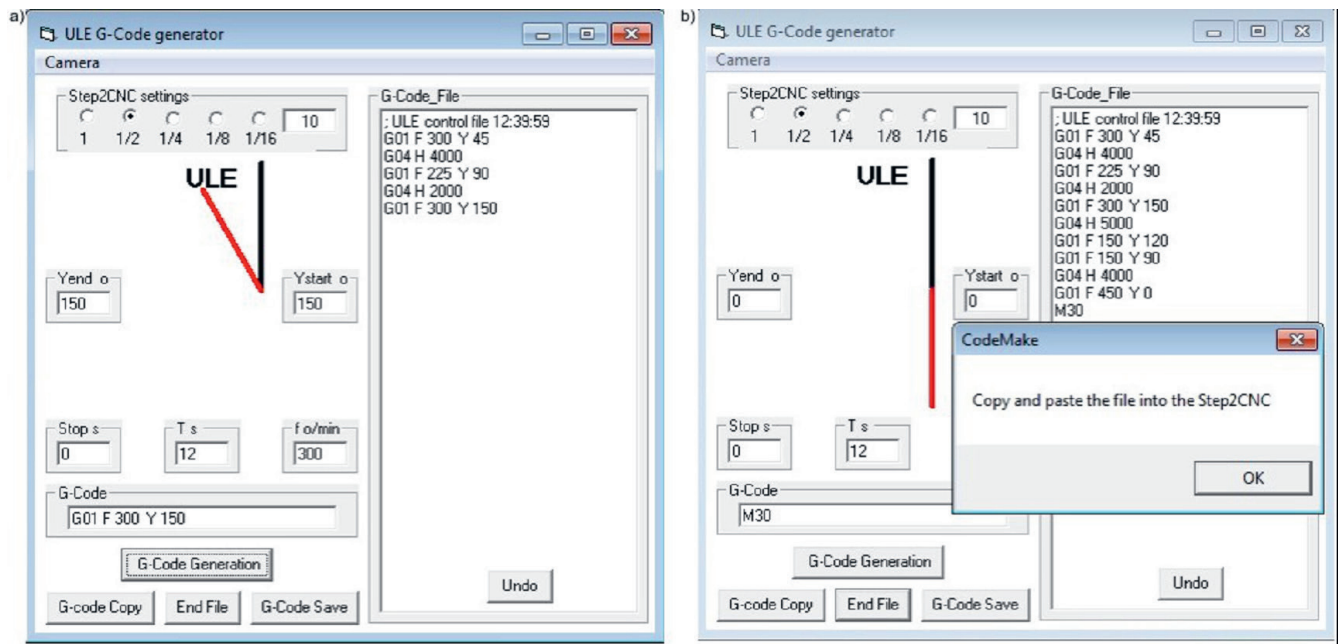 a)
ULE G-Code generator
Camera
Step2CNC settings
1 1/2 1/4 1/8 1/16 10
ULE
Yend o
150
Ystart o
150
Stop s
0
T s
12
f o/min
300
G-Code
G01 F 300 Y 150
G-Code Generation
G-code Copy End File G-Code Save
G-Code_File
; ULE control file 12:39:59
G01 F 300 Y 45
G04 H 4000
G01 F 225 Y 90
G04 H 2000
G01 F 300 Y 150
Undo
b)
ULE G-Code generator
Camera
Step2CNC settings
1 1/2 1/4 1/8 1/16 10
ULE
Yend o
0
Ystart o
0
Stop s
0
T s
12
G-Code
M30
G-Code Generation
G-code Copy End File G-Code Save
G-Code_File
; ULE control file 12:39:59
G01 F 300 Y 45
G04 H 4000
G01 F 225 Y 90
G04 H 2000
G01 F 300 Y 150
G04 H 5000
G01 F 150 Y 120
G01 F 150 Y 90
G04 H 4000
G01 F 450 Y 0
M30
CodeMake
Copy and paste the file into the Step2CNC
OK
Undo